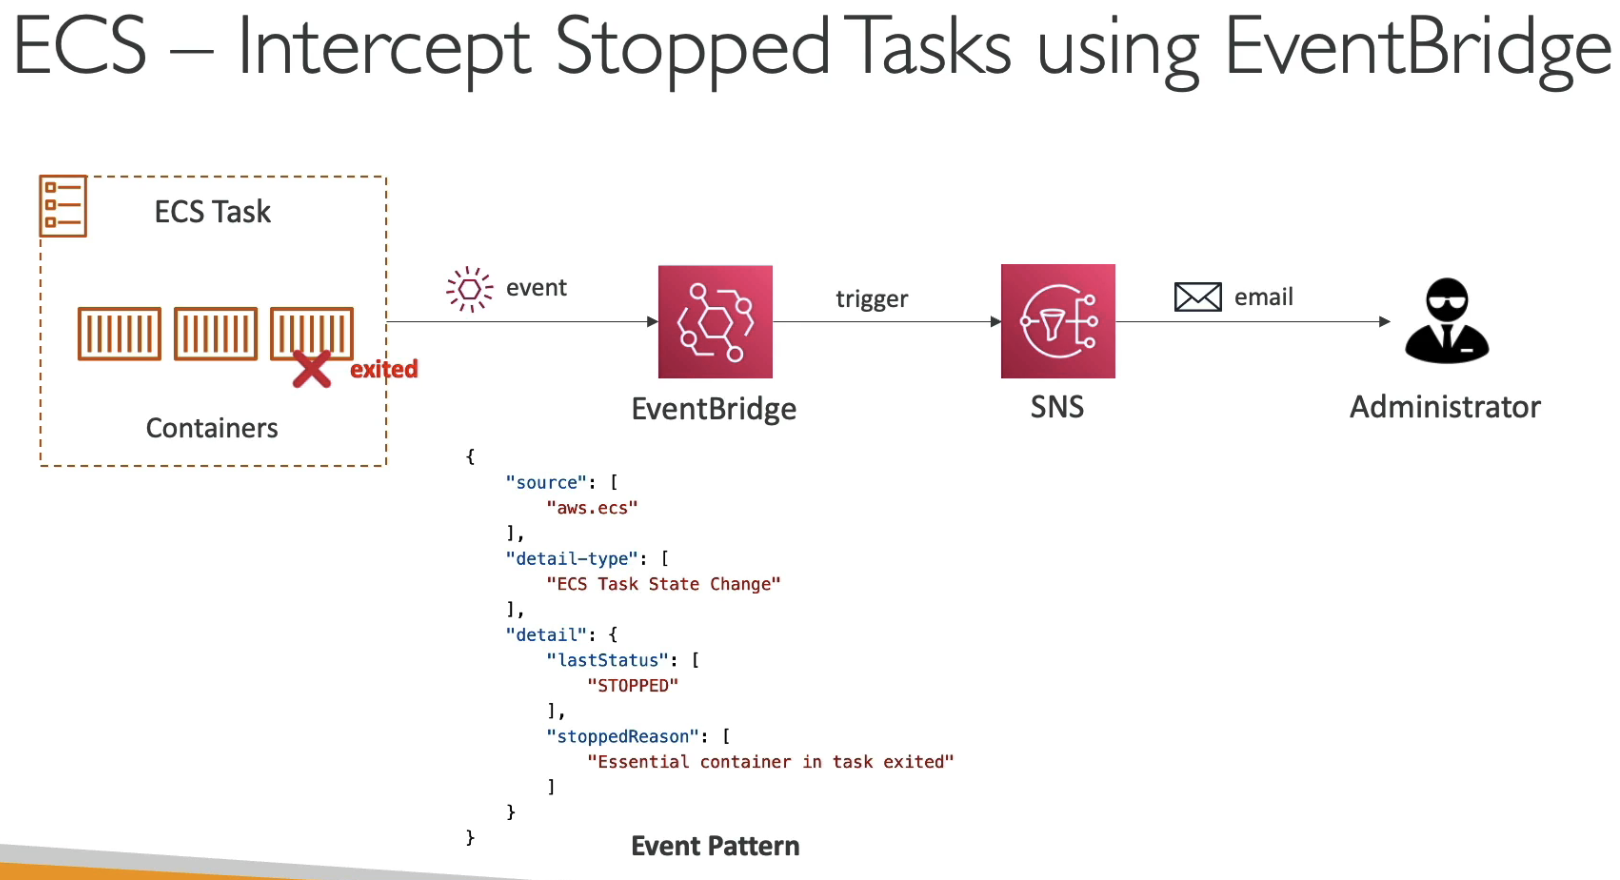 ECS – Intercept Stopped Tasks using EventBridge
ECS Task
Containers
exited
event
EventBridge
trigger
SNS
email
Administrator
{
    "source": [
        "aws.ecs"
    ],
    "detail-type": [
        "ECS Task State Change"
    ],
    "detail": {
        "lastStatus": [
            "STOPPED"
        ],
        "stoppedReason": [
            "Essential container in task exited"
        ]
    }
}
Event Pattern